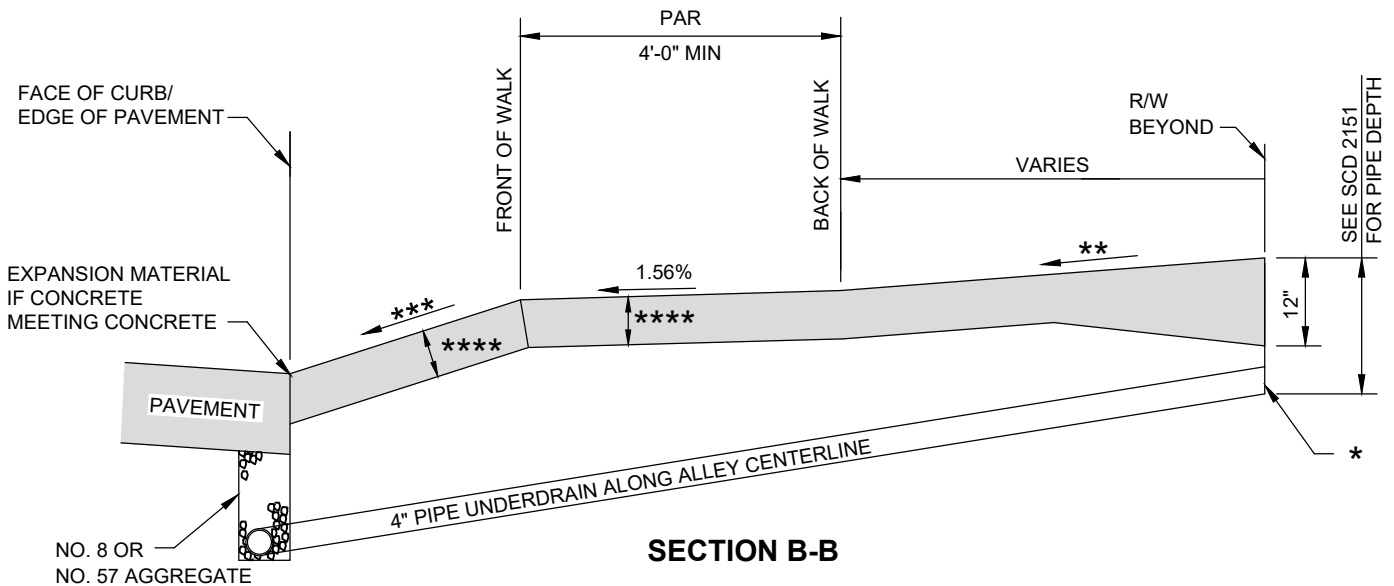 PAR
4'-0" MIN
FACE OF CURB/
EDGE OF PAVEMENT
FRONT OF WALK
BACK OF WALK
R/W
BEYOND
SEE SCD 2151
FOR PIPE DEPTH
VARIES
**
EXPANSION MATERIAL
IF CONCRETE
MEETING CONCRETE
1.56%
***
****
****
12"
PAVEMENT
*
4" PIPE UNDERDRAIN ALONG ALLEY CENTERLINE
NO. 8 OR
NO. 57 AGGREGATE
SECTION B-B